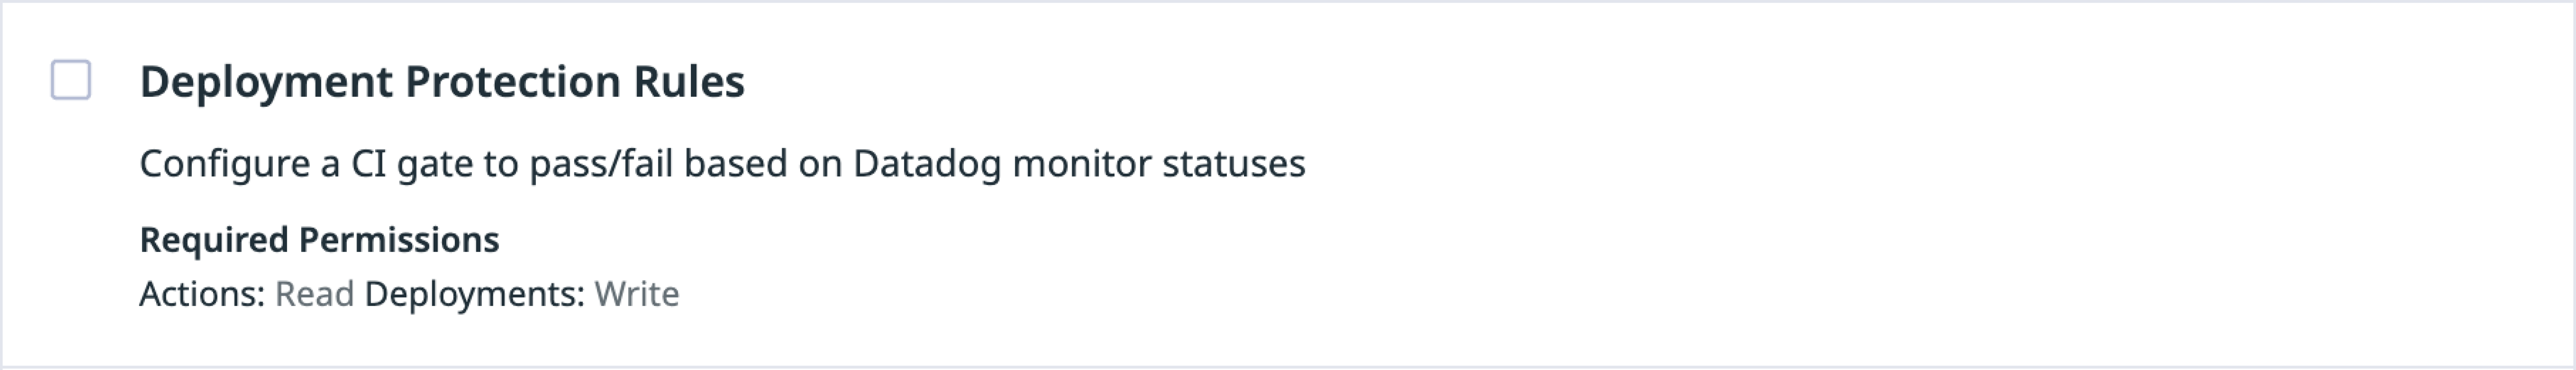 Deployment Protection Rules
Configure a CI gate to pass/fail based on Datadog monitor statuses
Required Permissions
Actions: Read Deployments: Write